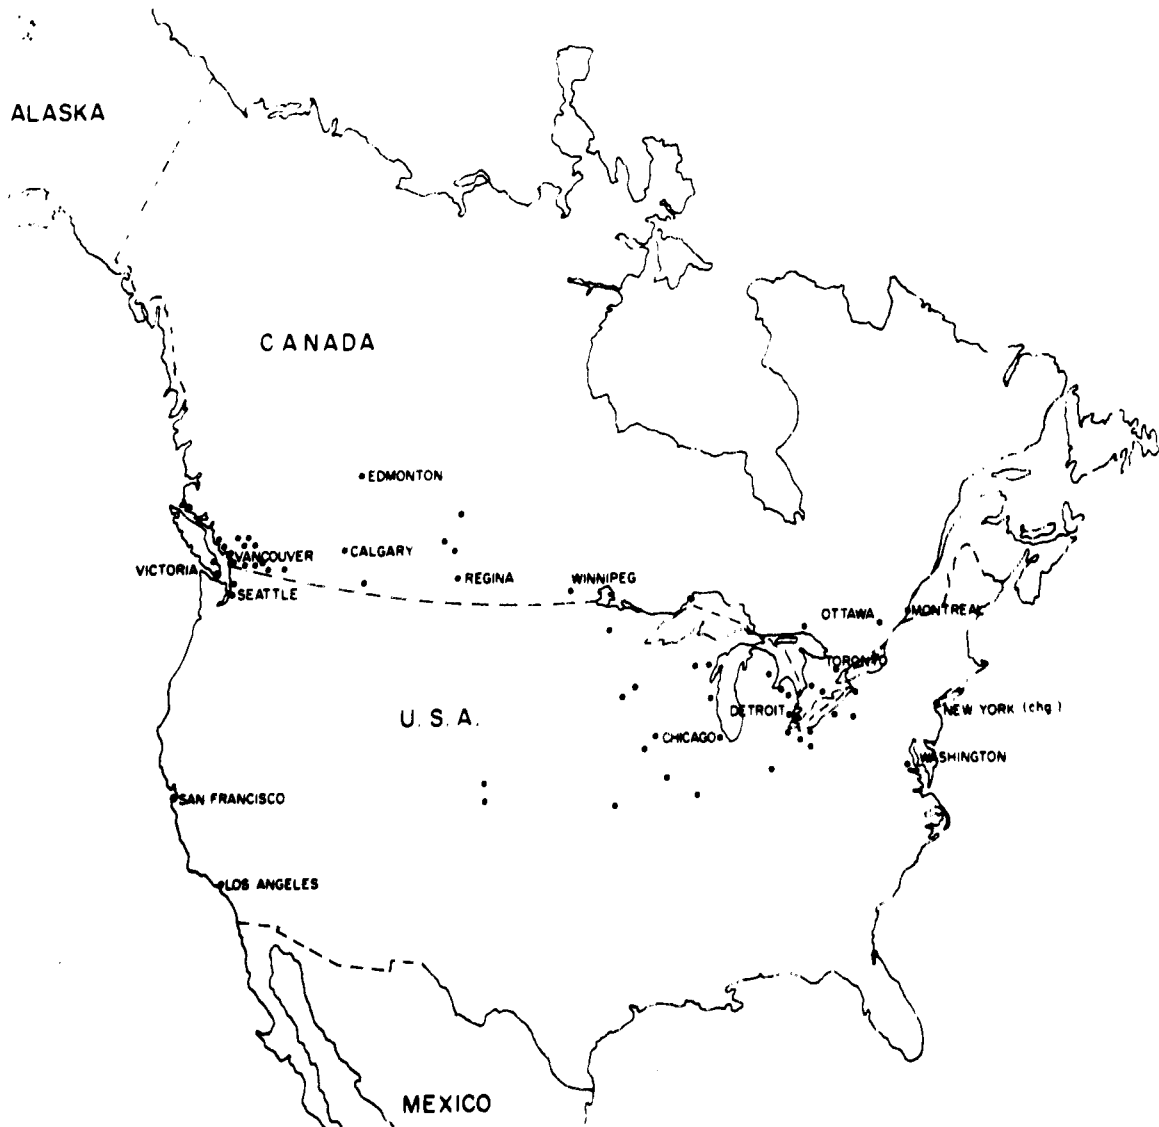 ALASKA
CANADA
EDMONTON
VANCOUVER
CALGARY
VICTORIA
REGINA
WINNIPEG
SEATTLE
OTTAWA
MONTREAL
TORONTO
U. S. A.
DETROIT
NEW YORK (chg.)
CHICAGO
WASHINGTON
SAN FRANCISCO
LOS ANGELES
MEXICO